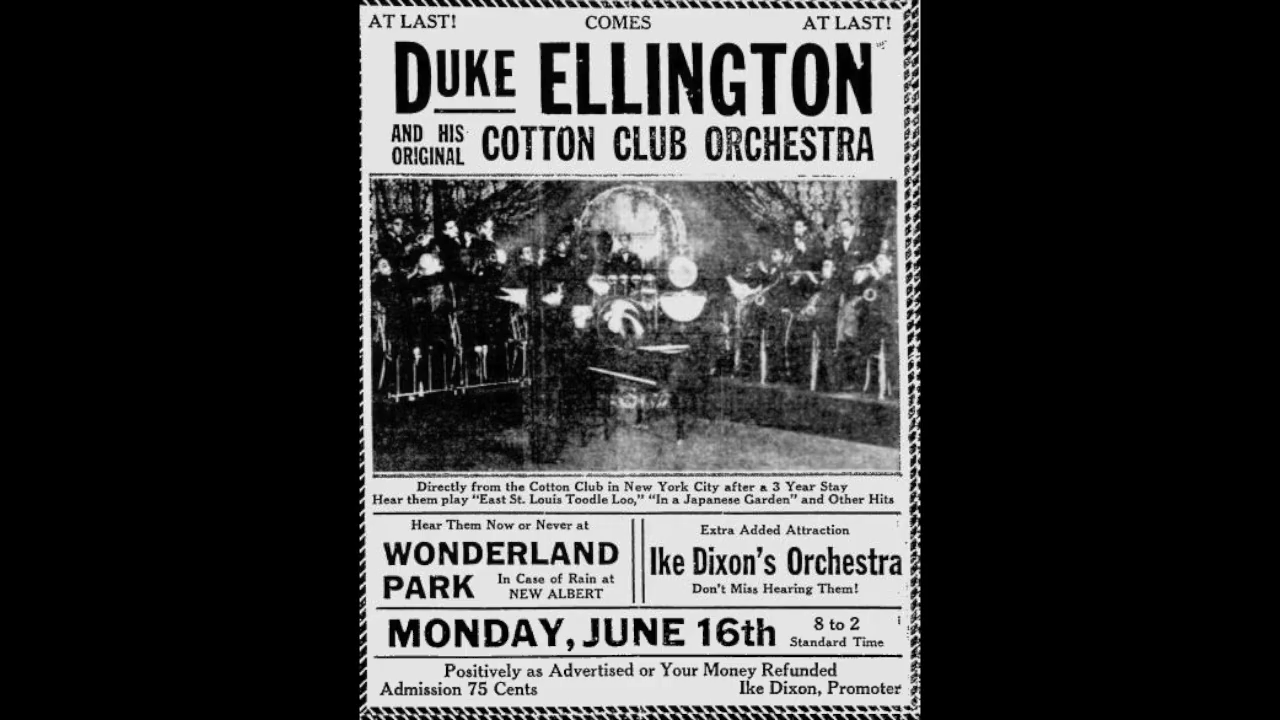 AT LAST! COMES AT LAST!
DUKE ELLINGTON
AND HIS ORIGINAL COTTON CLUB ORCHESTRA
Directly from the Cotton Club in New York City after a 3 Year Stay
Hear them play "East St. Louis Toodle Loo," "In a Japanese Garden" and Other Hits
Hear Them Now or Never at
WONDERLAND
PARK
In Case of Rain at
NEW ALBERT
Extra Added Attraction
Ike Dixon's Orchestra
Don't Miss Hearing Them!
MONDAY, JUNE 16th
8 to 2
Standard Time
Positively as Advertised or Your Money Refunded
Admission 75 Cents Ike Dixon, Promoter